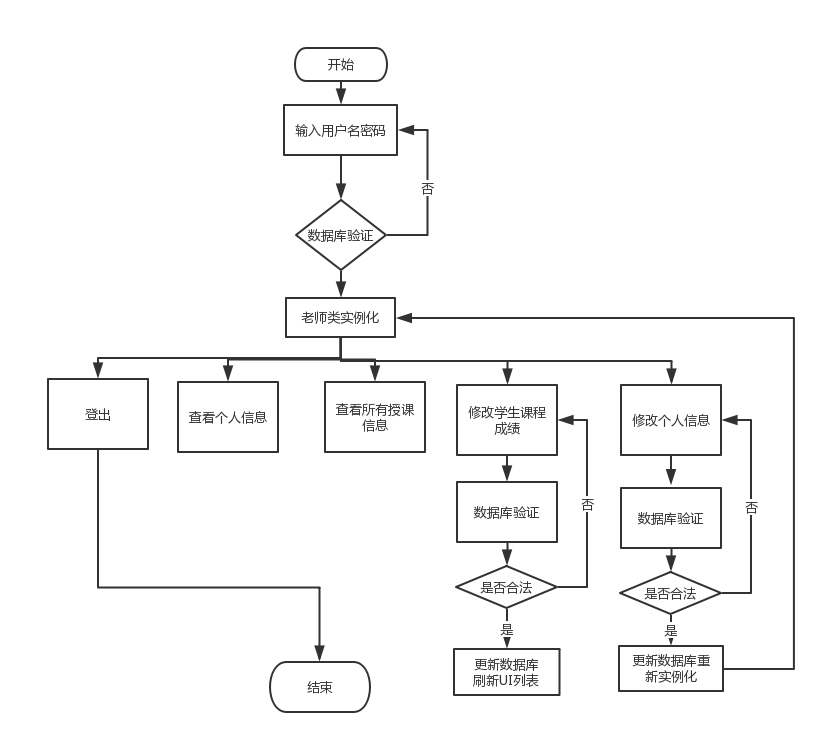 开始
输入用户名密码
否
数据库验证
老师类实例化
登出
查看个人信息
查看所有授课
信息
修改学生课程
成绩
修改个人信息
数据库验证
否
数据库验证
否
是否合法
是否合法
是
是
更新数据库
刷新UI列表
更新数据库重
新实例化
结束